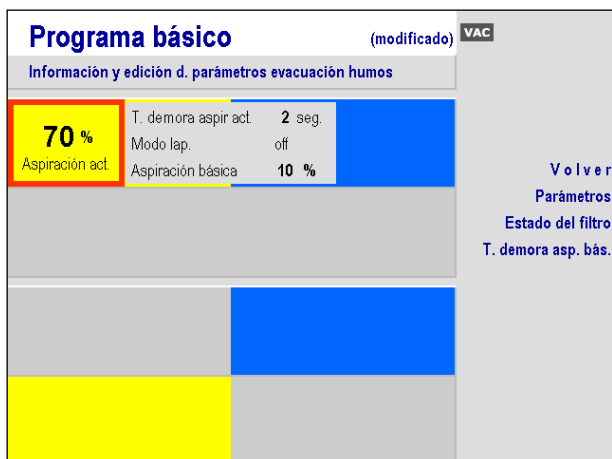 Programa básico (modificado) VAC
Información y edición d. parámetros evacuación humos
70 %
Aspiración act.
T. demora aspir act. 2 seg.
Modo lap. off
Aspiración básica 10 %
Volver
Parámetros
Estado del filtro
T. demora asp. bás.